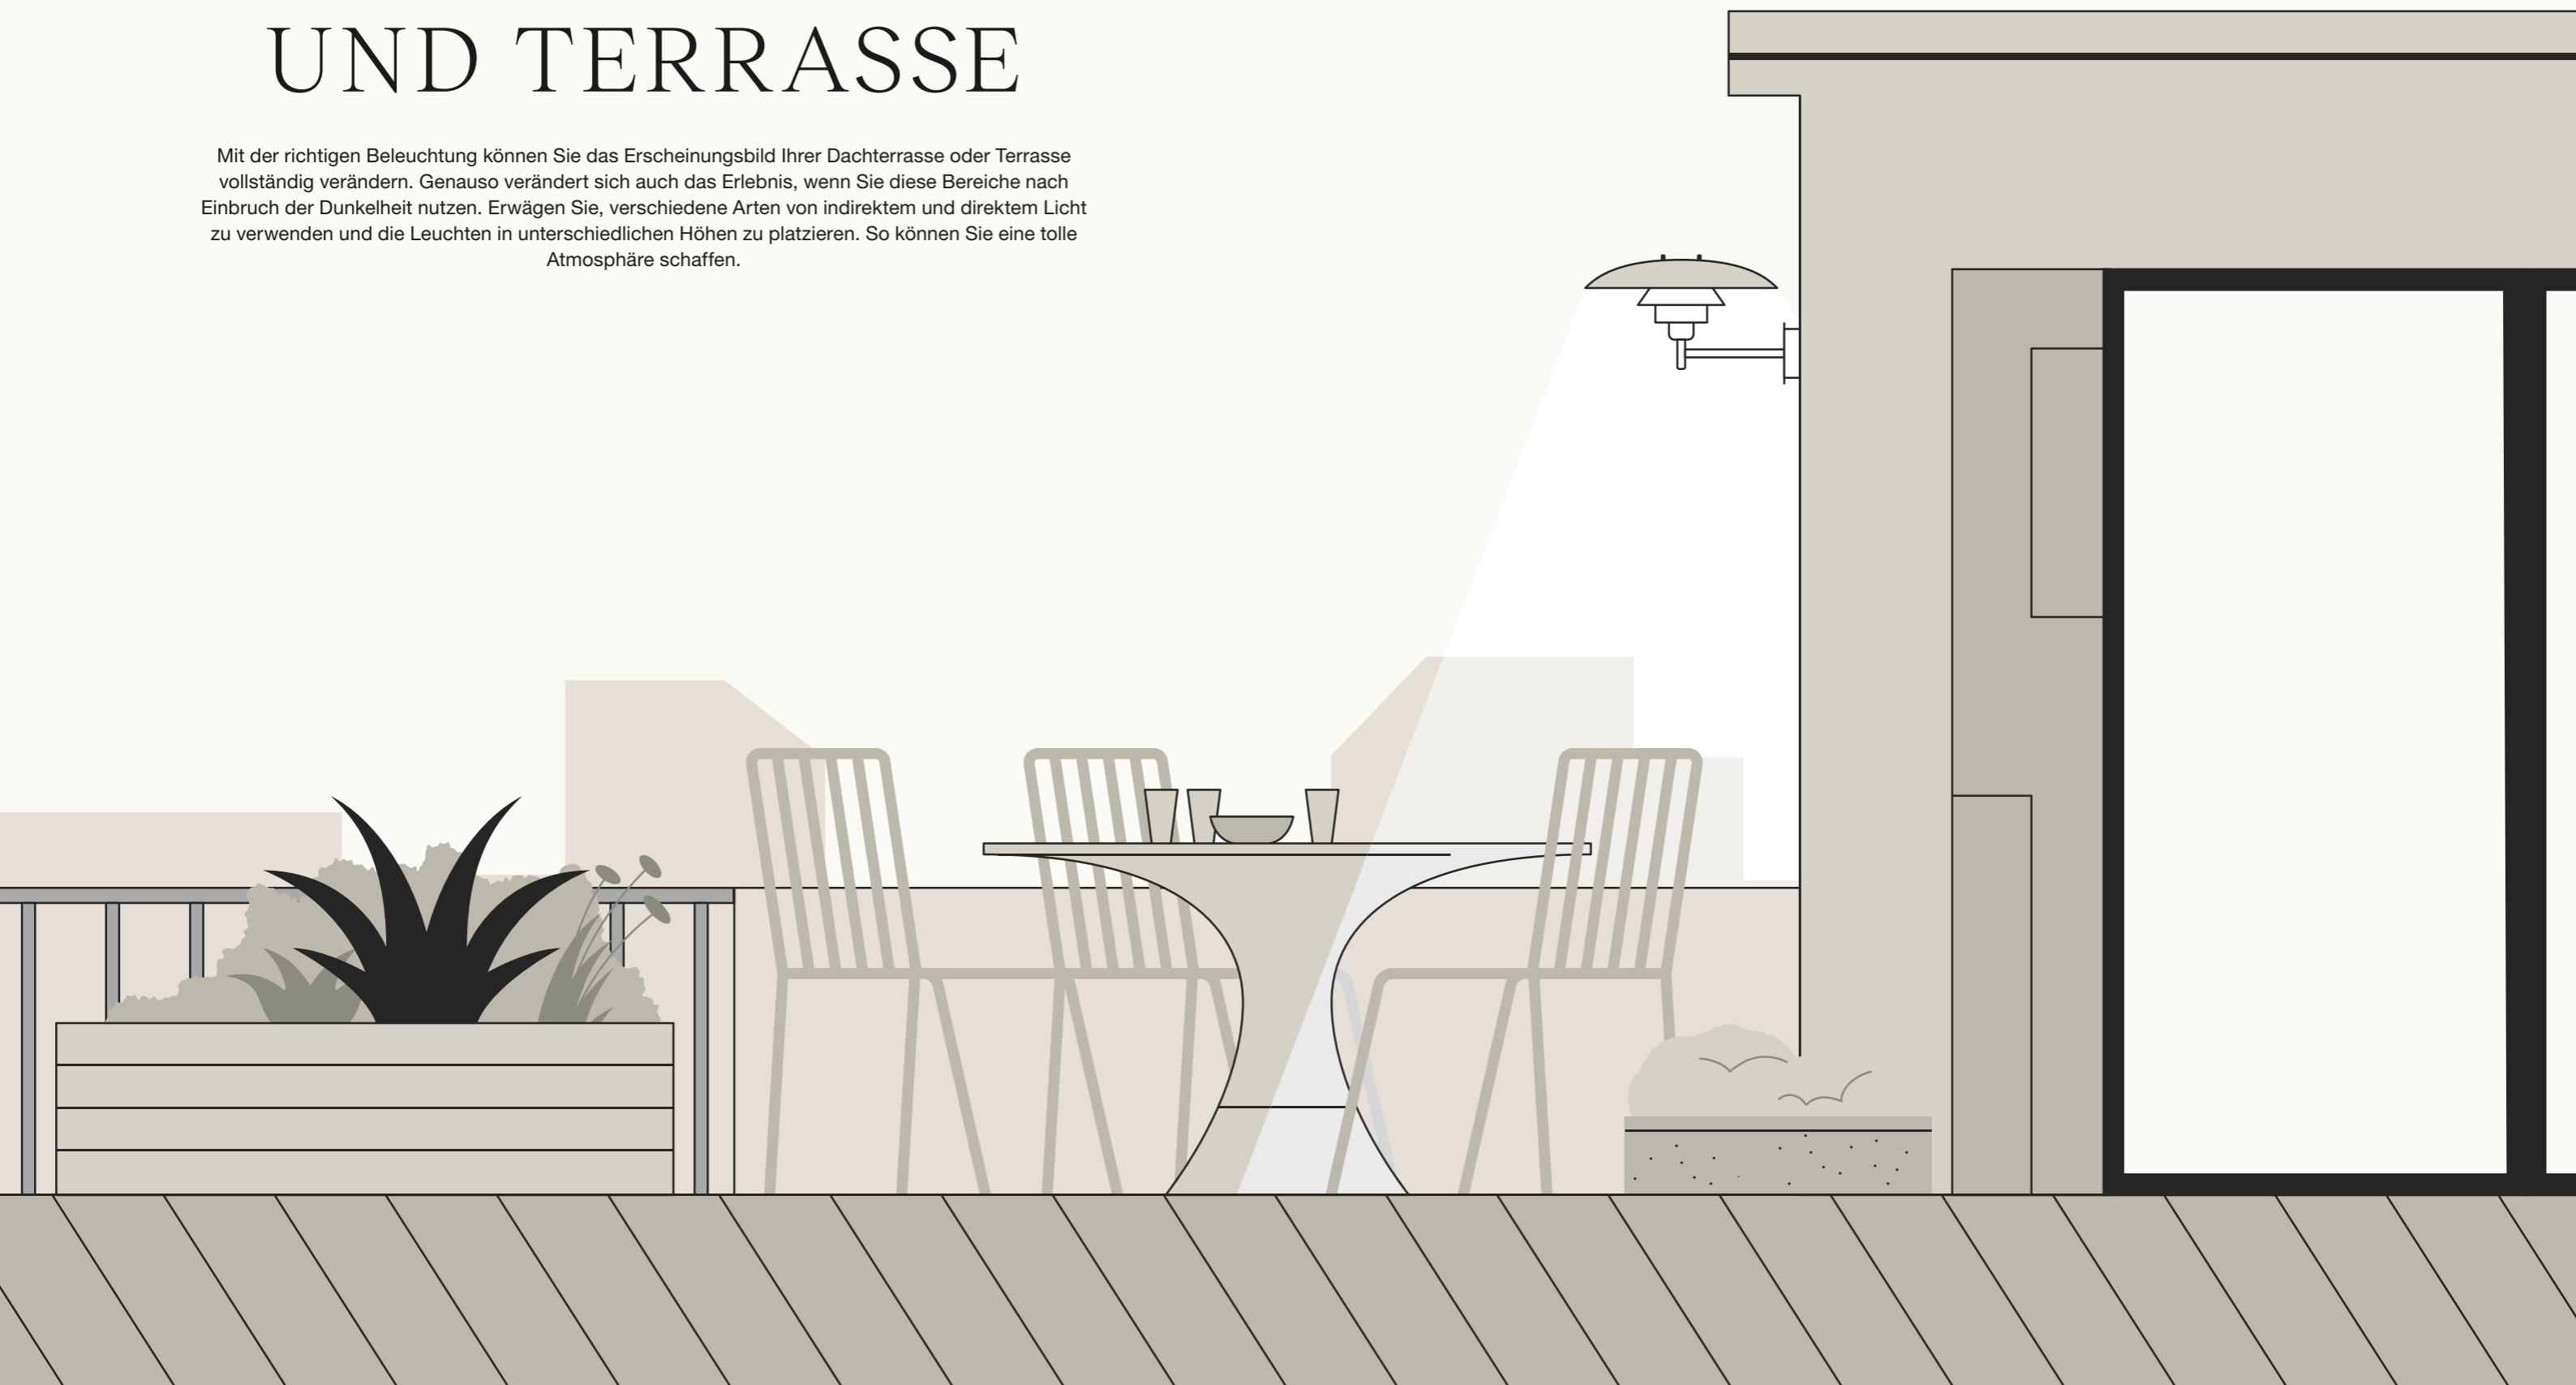 UND TERRASSE
Mit der richtigen Beleuchtung können Sie das Erscheinungsbild Ihrer Dachterrasse oder Terrasse
vollständig verändern. Genauso verändert sich auch das Erlebnis, wenn Sie diese Bereiche nach
Einbruch der Dunkelheit nutzen. Erwägen Sie, verschiedene Arten von indirektem und direktem Licht
zu verwenden und die Leuchten in unterschiedlichen Höhen zu platzieren. So können Sie eine tolle
Atmosphäre schaffen.